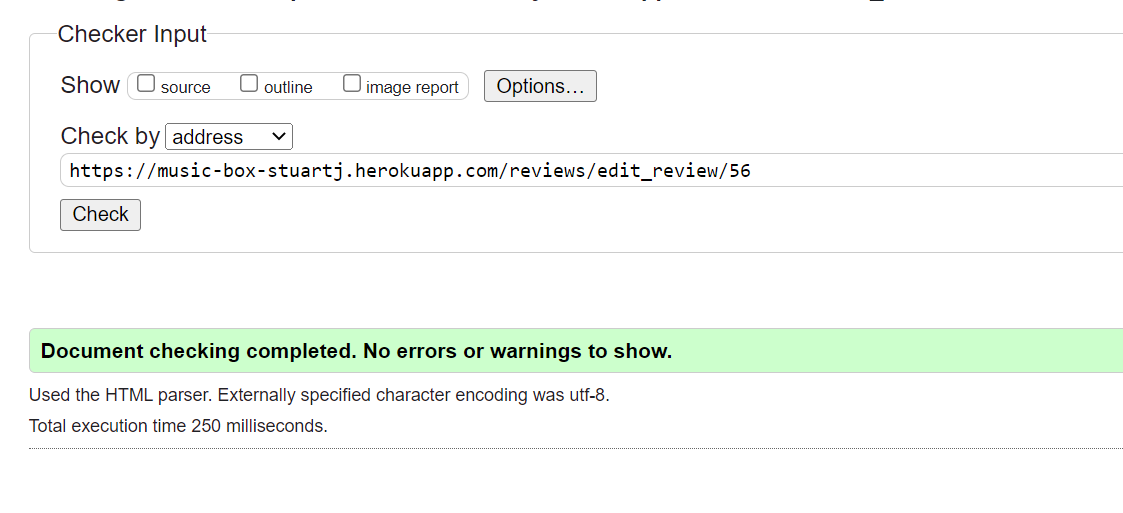 Checker Input
Show source outline image report Options...
Check by address
https://music-box-stuartj.herokuapp.com/reviews/edit_review/56
Check
Document checking completed. No errors or warnings to show.
Used the HTML parser. Externally specified character encoding was utf-8.
Total execution time 250 milliseconds.